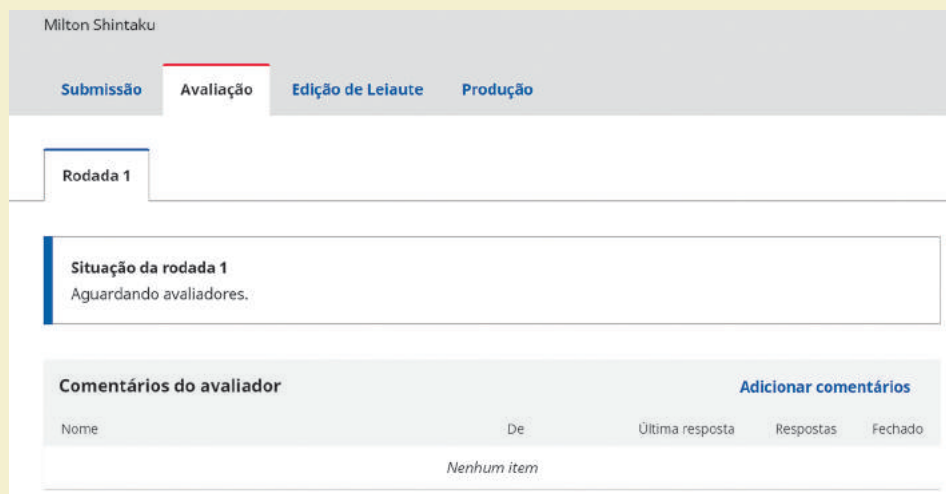 Milton Shintaku
Submissão Avaliação Edição de Leiaute Produção
Rodada 1
Situação da rodada 1
Aguardando avaliadores.
Comentários do avaliador Adicionar comentários
Nome De Última resposta Respostas Fechado
Nenhum item